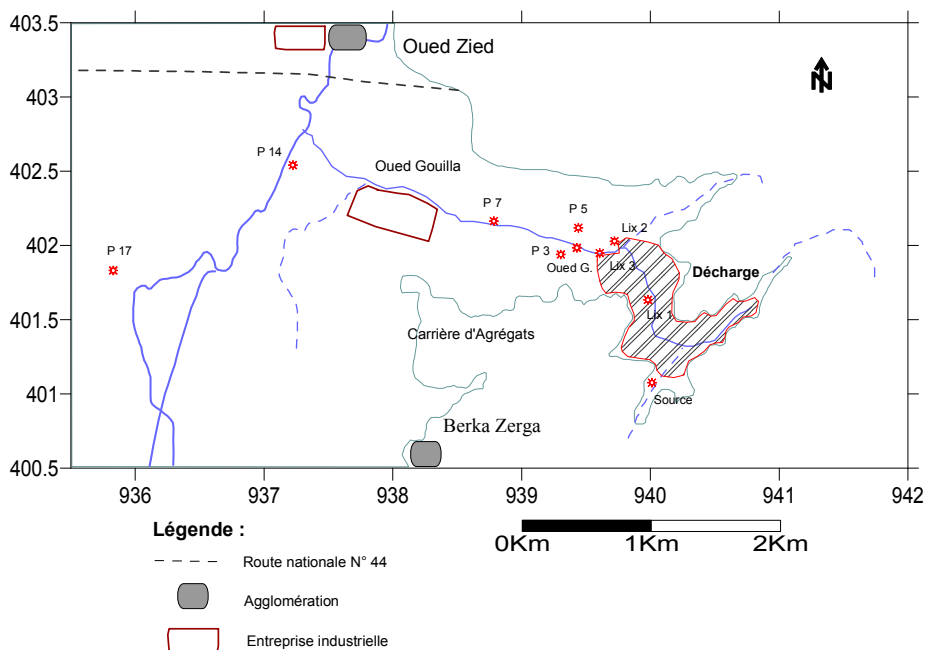 403.5
Oued Zied
N
403
P 14
Oued Gouilla
402.5
P 7
P 5
Lix 2
P 17
P 3
402
Oued G.
Lix 3
Décharge
401.5
Carrière d'Agrégats
Lix 1
401
Source
Berka Zerga
400.5
936
937
938
939
940
941
942
Légende :
0Km
1Km
2Km
Route nationale N° 44
Agglomération
Entreprise industrielle